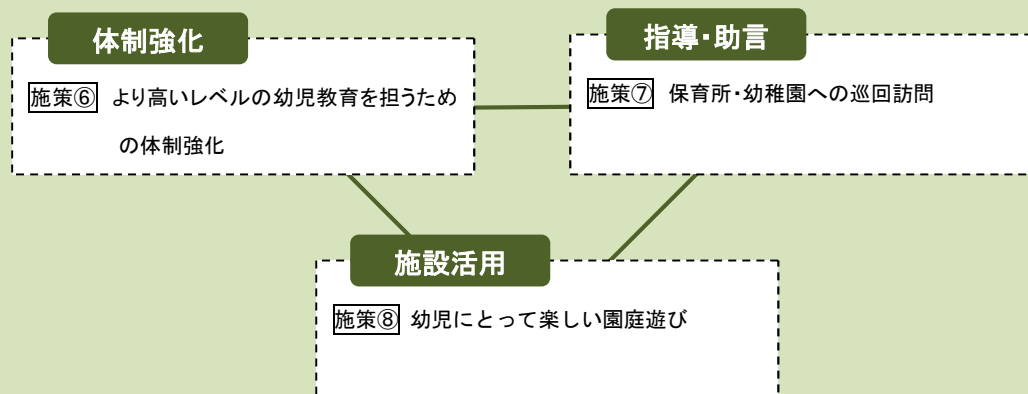 体制強化
施策⑥ より高いレベルの幼児教育を担うため
の体制強化
指導・助言
施策⑦ 保育所・幼稚園への巡回訪問
施設活用
施策⑧ 幼児にとって楽しい園庭遊び